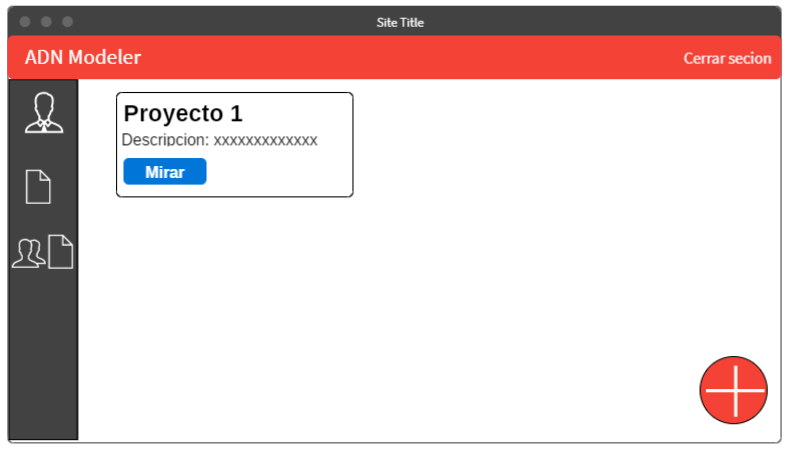 Site Title
ADN Modeler
Cerrar secion
Proyecto 1
Descripcion: xxxxxxxxxxxxx
Mirar